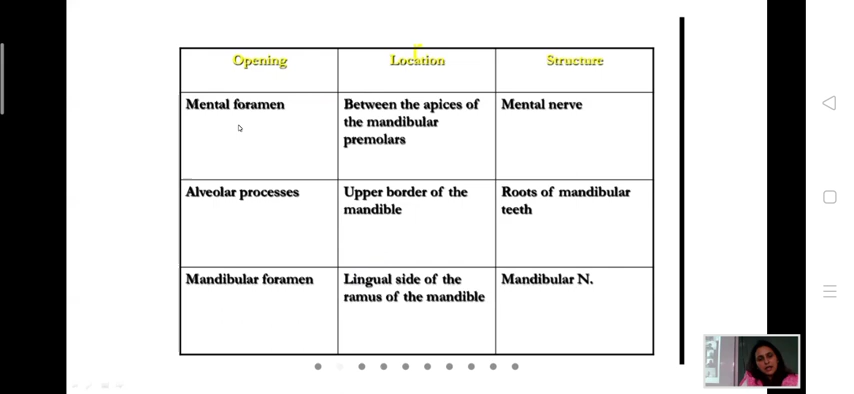 Opening Location Structure
Mental foramen Between the apices of Mental nerve
the mandibular
premolars
Alveolar processes Upper border of the Roots of mandibular
mandible teeth
Mandibular foramen Lingual side of the Mandibular N.
ramus of the mandible